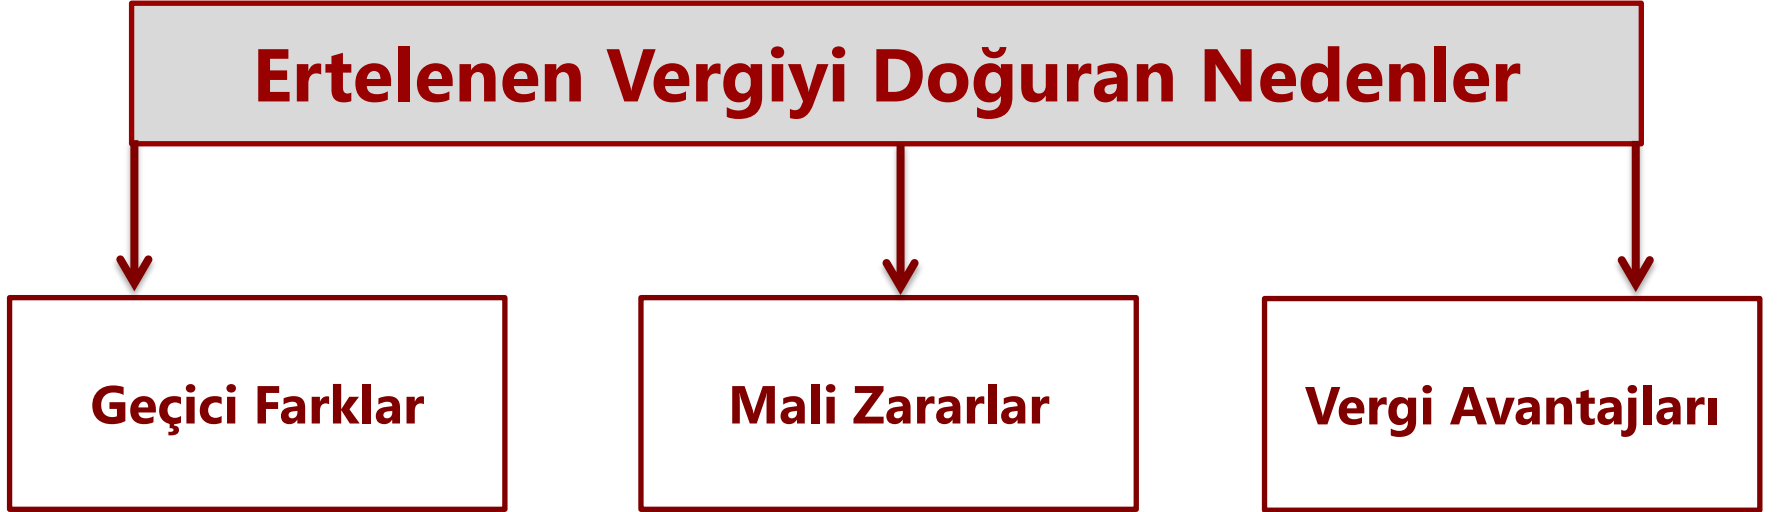 Ertelenen Vergiyi Doğuran Nedenler
Geçici Farklar
Mali Zararlar
Vergi Avantajları